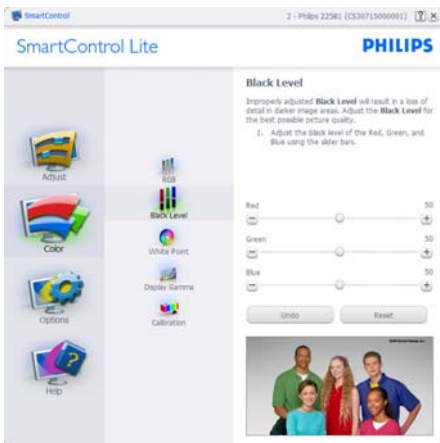 SmartControl
2 - Philips 225B1 (CS30715000001)
SmartControl Lite
PHILIPS
Adjust
Color
Options
Help
RGB
Black Level
White Point
Display Gamma
Calibration
Black Level
Improperly adjusted Black Level will result in a loss of
detail in darker image areas. Adjust the Black Level for
the best possible picture quality.
1. Adjust the black level of the Red, Green, and
Blue using the slider bars.
Red 50
Green 50
Blue 50
Undo
Reset